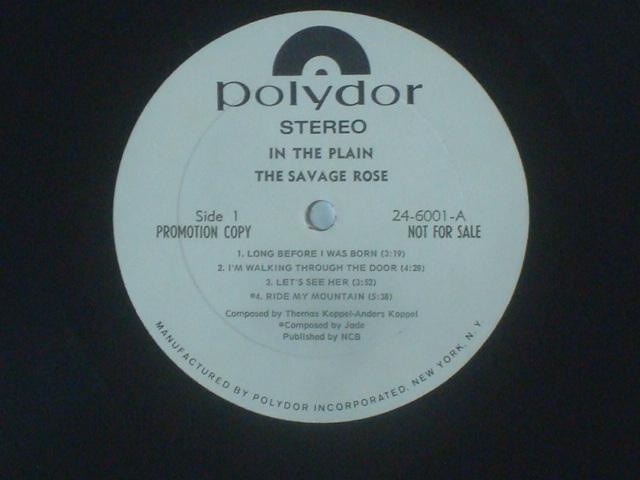 polydor
STEREO
IN THE PLAIN
THE SAVAGE ROSE
Side 1 24-6001-A
PROMOTION COPY NOT FOR SALE
1. LONG BEFORE I WAS BORN (3:19)
2. I'M WALKING THROUGH THE DOOR (4:28)
3. LET'S SEE HER (3:52)
*4. RIDE MY MOUNTAIN (5:38)
Composed by Thomas Koppel-Anders Koppel
*Composed by Jade
Published by NCB
MANUFACTURED BY POLYDOR INCORPORATED, NEW YORK, N. Y.